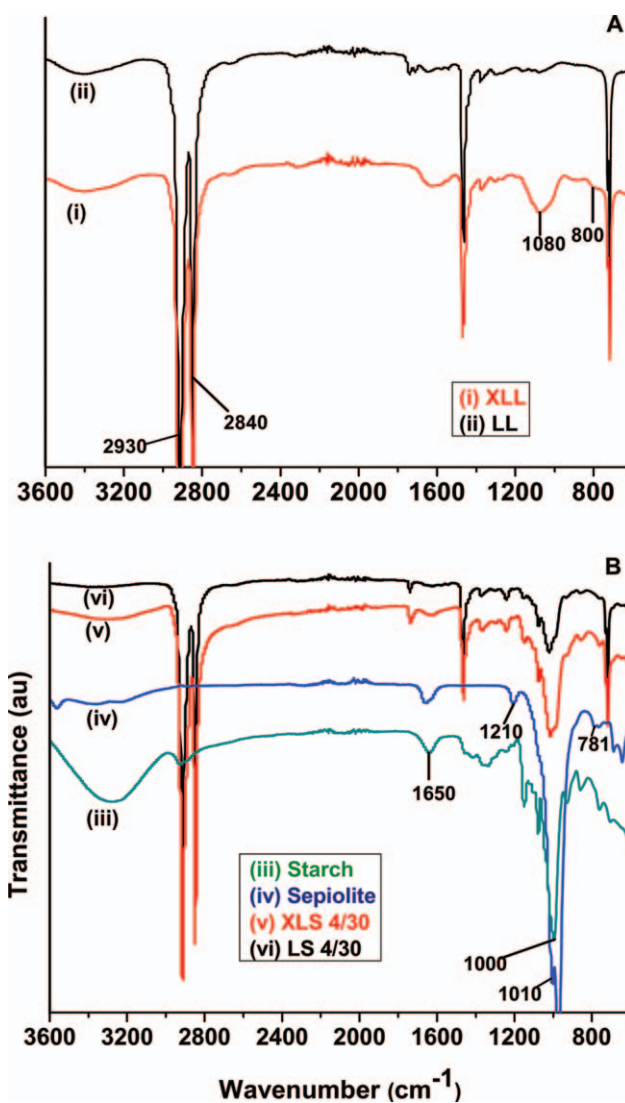 A
(ii)
(i)
1080
800
2840
2930
(i) XLL
(ii) LL
3600 3200 2800 2400 2000 1600 1200 800
B
(vi)
(v)
(iv)
(iii)
1210
781
1650
(iii) Starch
(iv) Sepiolite
(v) XLS 4/30
(vi) LS 4/30
1000
1010
Transmittance (au)
3600 3200 2800 2400 2000 1600 1200 800
Wavenumber (cm⁻¹)